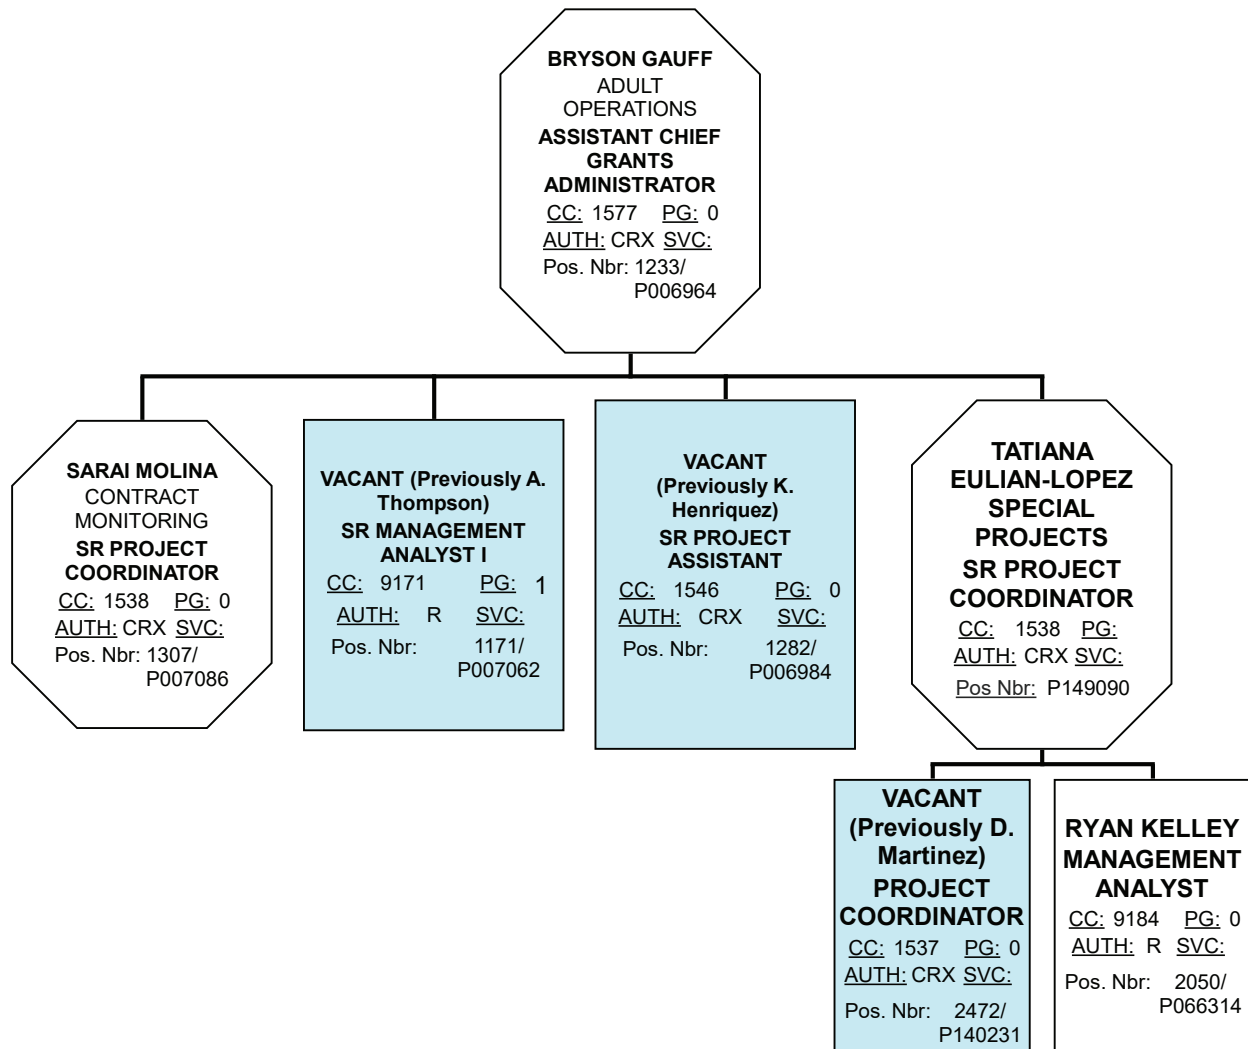 BRYSON GAUFF
ADULT
OPERATIONS
ASSISTANT CHIEF
GRANTS
ADMINISTRATOR
CC: 1577 PG: 0
AUTH: CRX SVC:
Pos. Nbr: 1233/
P006964
SARAI MOLINA
CONTRACT
MONITORING
SR PROJECT
COORDINATOR
CC: 1538 PG: 0
AUTH: CRX SVC:
Pos. Nbr: 1307/
P007086
VACANT (Previously A.
Thompson)
SR MANAGEMENT
ANALYST I
CC: 9171 PG: 1
AUTH: R SVC:
Pos. Nbr: 1171/
P007062
VACANT
(Previously K.
Henriquez)
SR PROJECT
ASSISTANT
CC: 1546 PG: 0
AUTH: CRX SVC:
Pos. Nbr: 1282/
P006984
TATIANA
EULIAN-LOPEZ
SPECIAL
PROJECTS
SR PROJECT
COORDINATOR
CC: 1538 PG:
AUTH: CRX SVC:
Pos Nbr: P149090
VACANT
(Previously D.
Martinez)
PROJECT
COORDINATOR
CC: 1537 PG: 0
AUTH: CRX SVC:
Pos. Nbr: 2472/
P140231
RYAN KELLEY
MANAGEMENT
ANALYST
CC: 9184 PG: 0
AUTH: R SVC:
Pos. Nbr: 2050/
P066314